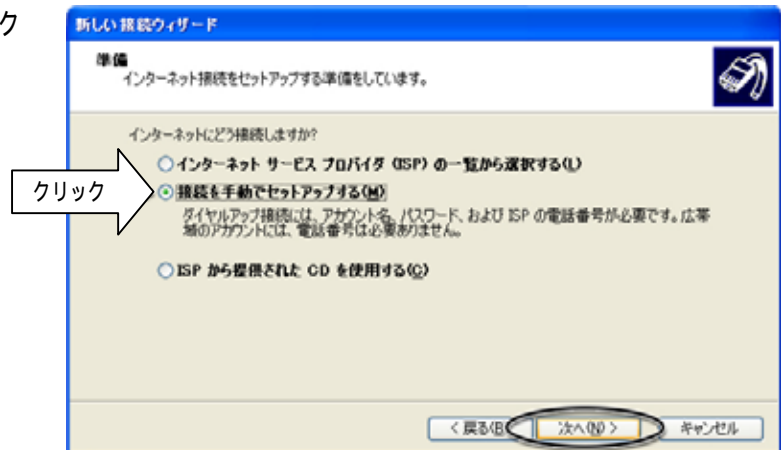 ク
新しい接続ウィザード
準備
インターネット接続をセットアップする準備をしています。
インターネットにどう接続しますか?
インターネット サービス プロバイダ (ISP) の一覧から選択する(L)
クリック
接続を手動でセットアップする(M)
ダイヤルアップ接続には、アカウント名、パスワード、および ISP の電話番号が必要です。広帯
域のアカウントには、電話番号は必要ありません。
ISP から提供された CD を使用する(C)
< 戻る(B) 次へ(N) > キャンセル